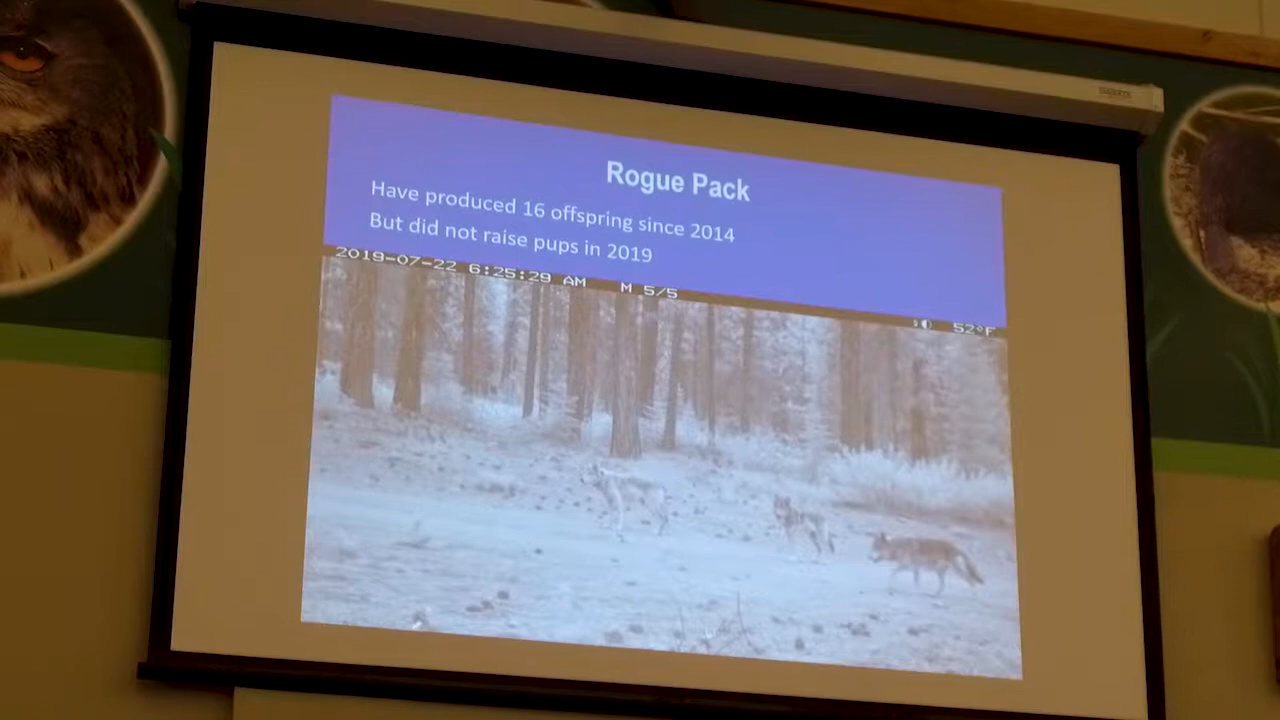 Rogue Pack
Have produced 16 offspring since 2014
But did not raise pups in 2019
2019-07-22 6:25:29 AM M 5/5
52°F